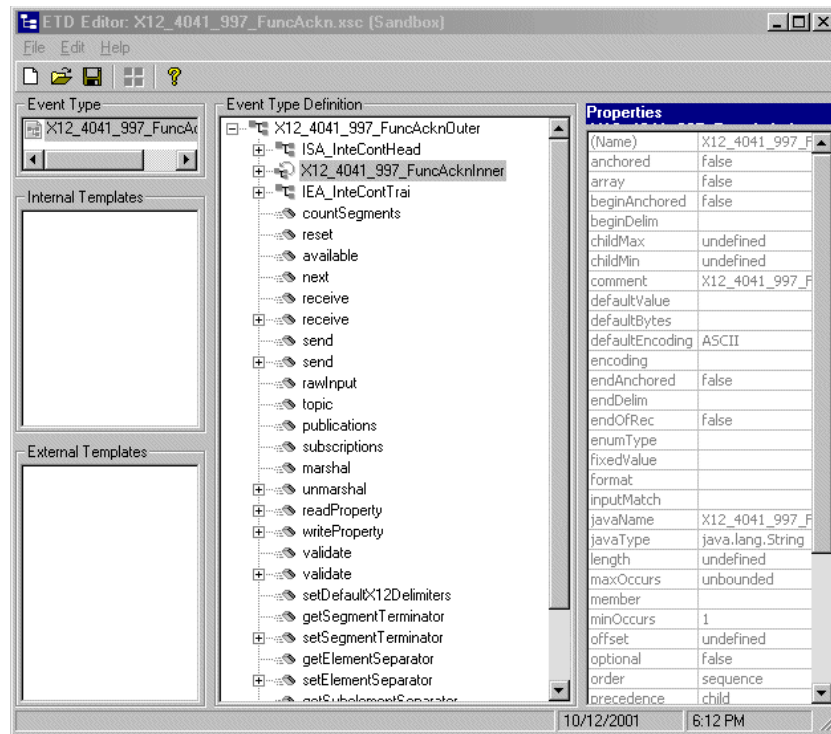 ETD Editor: X12_4041_997_FuncAckn.xsc (Sandbox)
File Edit Help
Event Type
X12_4041_997_FuncAc
Internal Templates
External Templates
Event Type Definition
X12_4041_997_FuncAcknOuter
ISA_InteContHead
X12_4041_997_FuncAcknInner
IEA_InteContTrai
countSegments
reset
available
next
receive
receive
send
send
rawInput
topic
publications
subscriptions
marshal
unmarshal
readProperty
writeProperty
validate
validate
setDefaultX12Delimiters
getSegmentTerminator
setSegmentTerminator
getElementSeparator
setElementSeparator
getSubelementSeparator
Properties
(Name) X12_4041_997_F
anchored false
array false
beginAnchored false
beginDelim
childMax undefined
childMin undefined
comment X12_4041_997_F
defaultValue
defaultBytes
defaultEncoding ASCII
encoding
endAnchored false
endDelim
endOfRec false
enumType
fixedValue
format
inputMatch
javaName X12_4041_997_F
javaType java.lang.String
length undefined
maxOccurs unbounded
member
minOccurs 1
offset undefined
optional false
order sequence
precedence child
10/12/2001 6:12 PM